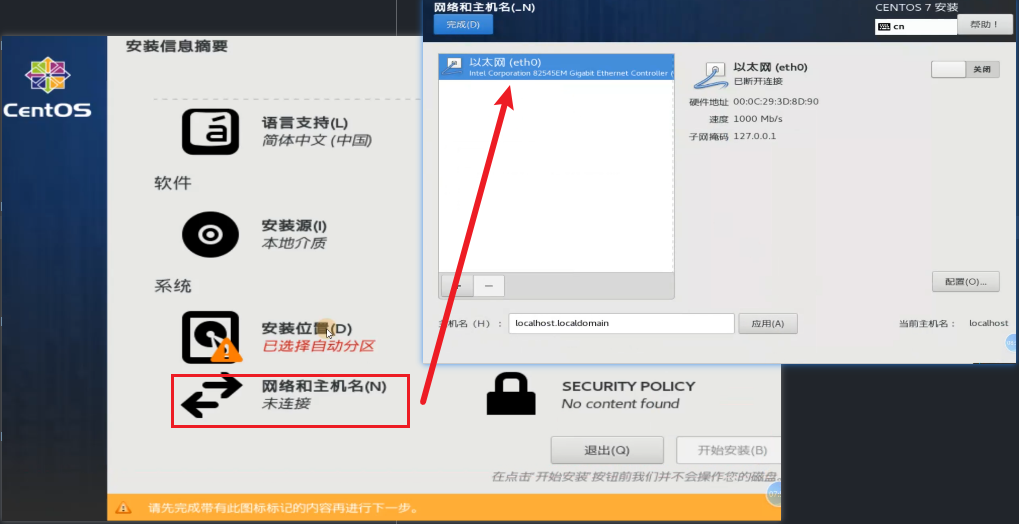 安装信息摘要
CentOS
语言支持(L)
简体中文 (中国)
软件
安装源(I)
本地介质
系统
安装位置(D)
已选择自动分区
网络和主机名(N)
未连接
SECURITY POLICY
No content found
退出(Q)
开始安装(B)
在点击"开始安装"按钮前我们并不会操作您的磁盘。
请先完成带有此图标标记的内容再进行下一步。
网络和主机名(_N)
完成(D)
CENTOS 7 安装
cn
帮助！
以太网 (eth0)
Intel Corporation 82545EM Gigabit Ethernet Controller (
以太网 (eth0)
已断开连接
关闭
硬件地址 00:0C:29:3D:8D:90
速度 1000 Mb/s
子网掩码 127.0.0.1
配置(O)...
主机名（H）： localhost.localdomain
应用(A)
当前主机名： localhost